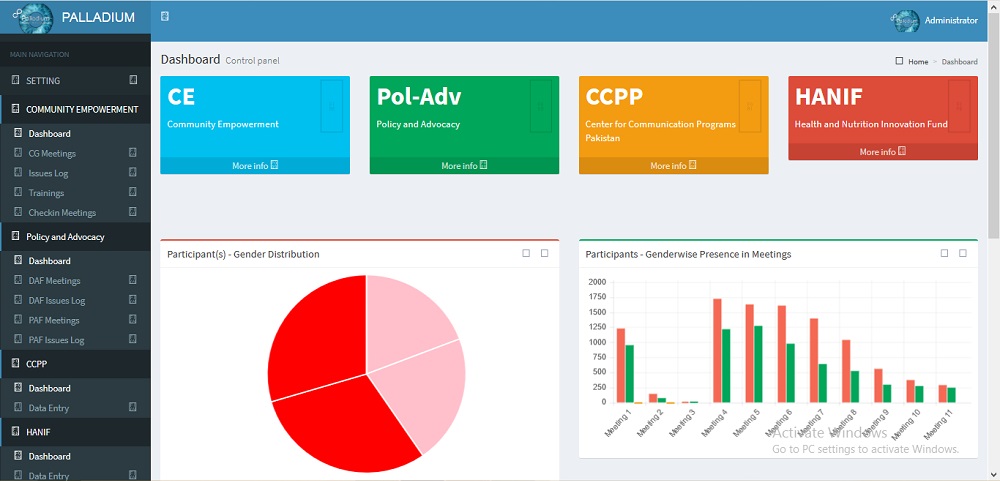 Palladium
PALLADIUM
Administrator
MAIN NAVIGATION
SETTING
COMMUNITY EMPOWERMENT
Dashboard
CG Meetings
Issues Log
Trainings
Checkin Meetings
Policy and Advocacy
Dashboard
DAF Meetings
DAF Issues Log
PAF Meetings
PAF Issues Log
CCPP
Dashboard
Data Entry
HANIF
Dashboard
Data Entry
Dashboard Control panel
Home > Dashboard
CE
Community Empowerment
More info
Pol-Adv
Policy and Advocacy
More info
CCPP
Center for Communication Programs
Pakistan
More info
HANIF
Health and Nutrition Innovation Fund
More info
Participant(s) - Gender Distribution
Participants - Genderwise Presence in Meetings
2000
1750
1500
1250
1000
750
500
250
0
Meeting 1
Meeting 2
Meeting 3
Meeting 4
Meeting 5
Meeting 6
Meeting 7
Meeting 8
Meeting 9
Meeting 10
Meeting 11
Activate Windows
Go to PC settings to activate Windows.